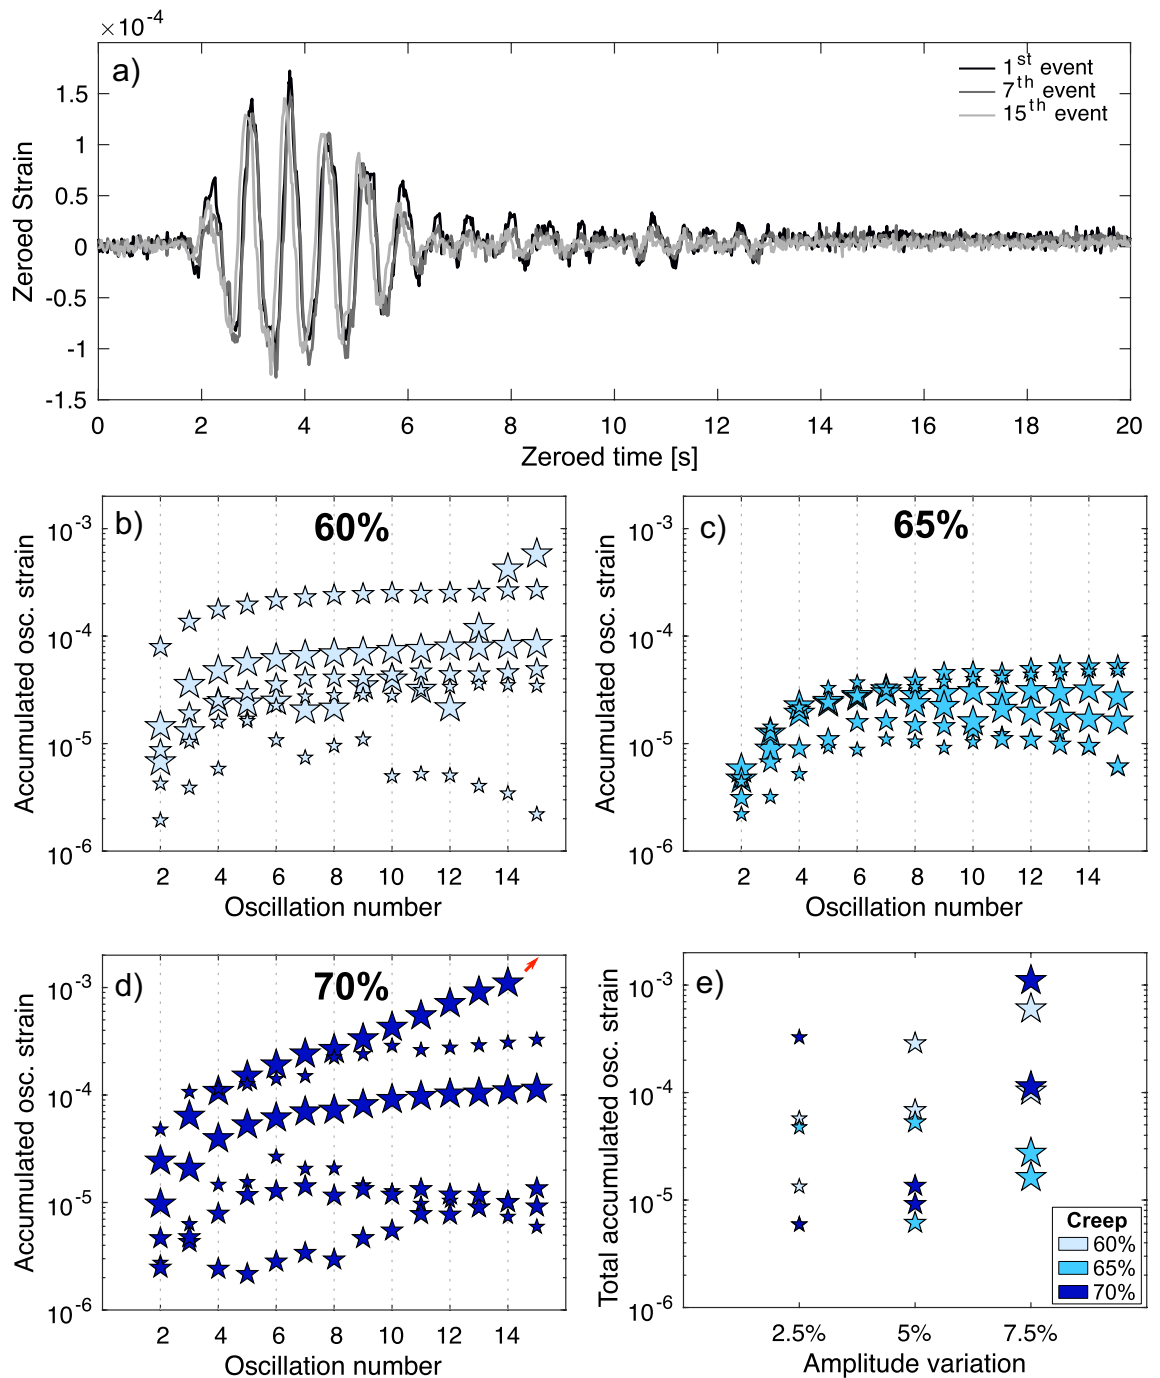 ×10-4
a)
1st event
7th event
15th event
1.5
1
0.5
0
-0.5
-1
-1.5
Zeroed Strain
0 2 4 6 8 10 12 14 16 18 20
Zeroed time [s]
b)
60%
10-3
10-4
10-5
10-6
Accumulated osc. strain
2 4 6 8 10 12 14
Oscillation number
c)
65%
10-3
10-4
10-5
10-6
Accumulated osc. strain
2 4 6 8 10 12 14
Oscillation number
d)
70%
10-3
10-4
10-5
10-6
Accumulated osc. strain
2 4 6 8 10 12 14
Oscillation number
e)
10-3
10-4
10-5
10-6
Total accumulated osc. strain
Creep
60%
65%
70%
2.5% 5% 7.5%
Amplitude variation